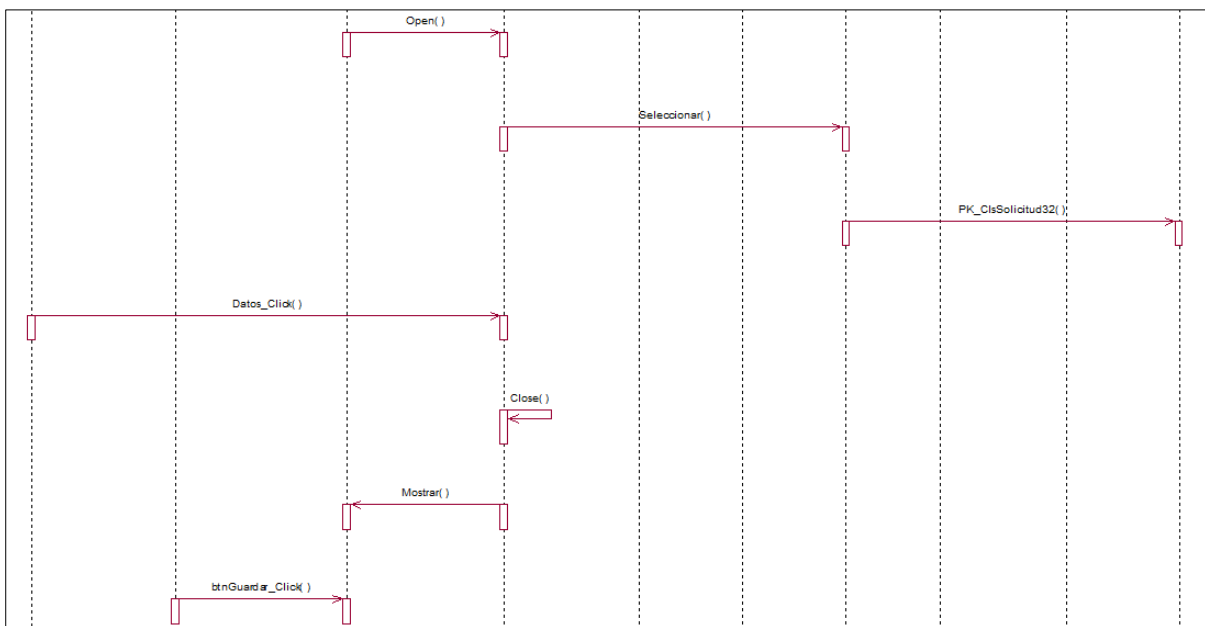 Open( )
Seleccionar( )
PK_ClsSolicitud32( )
Datos_Click( )
Close( )
Mostrar( )
btnGuardar_Click( )